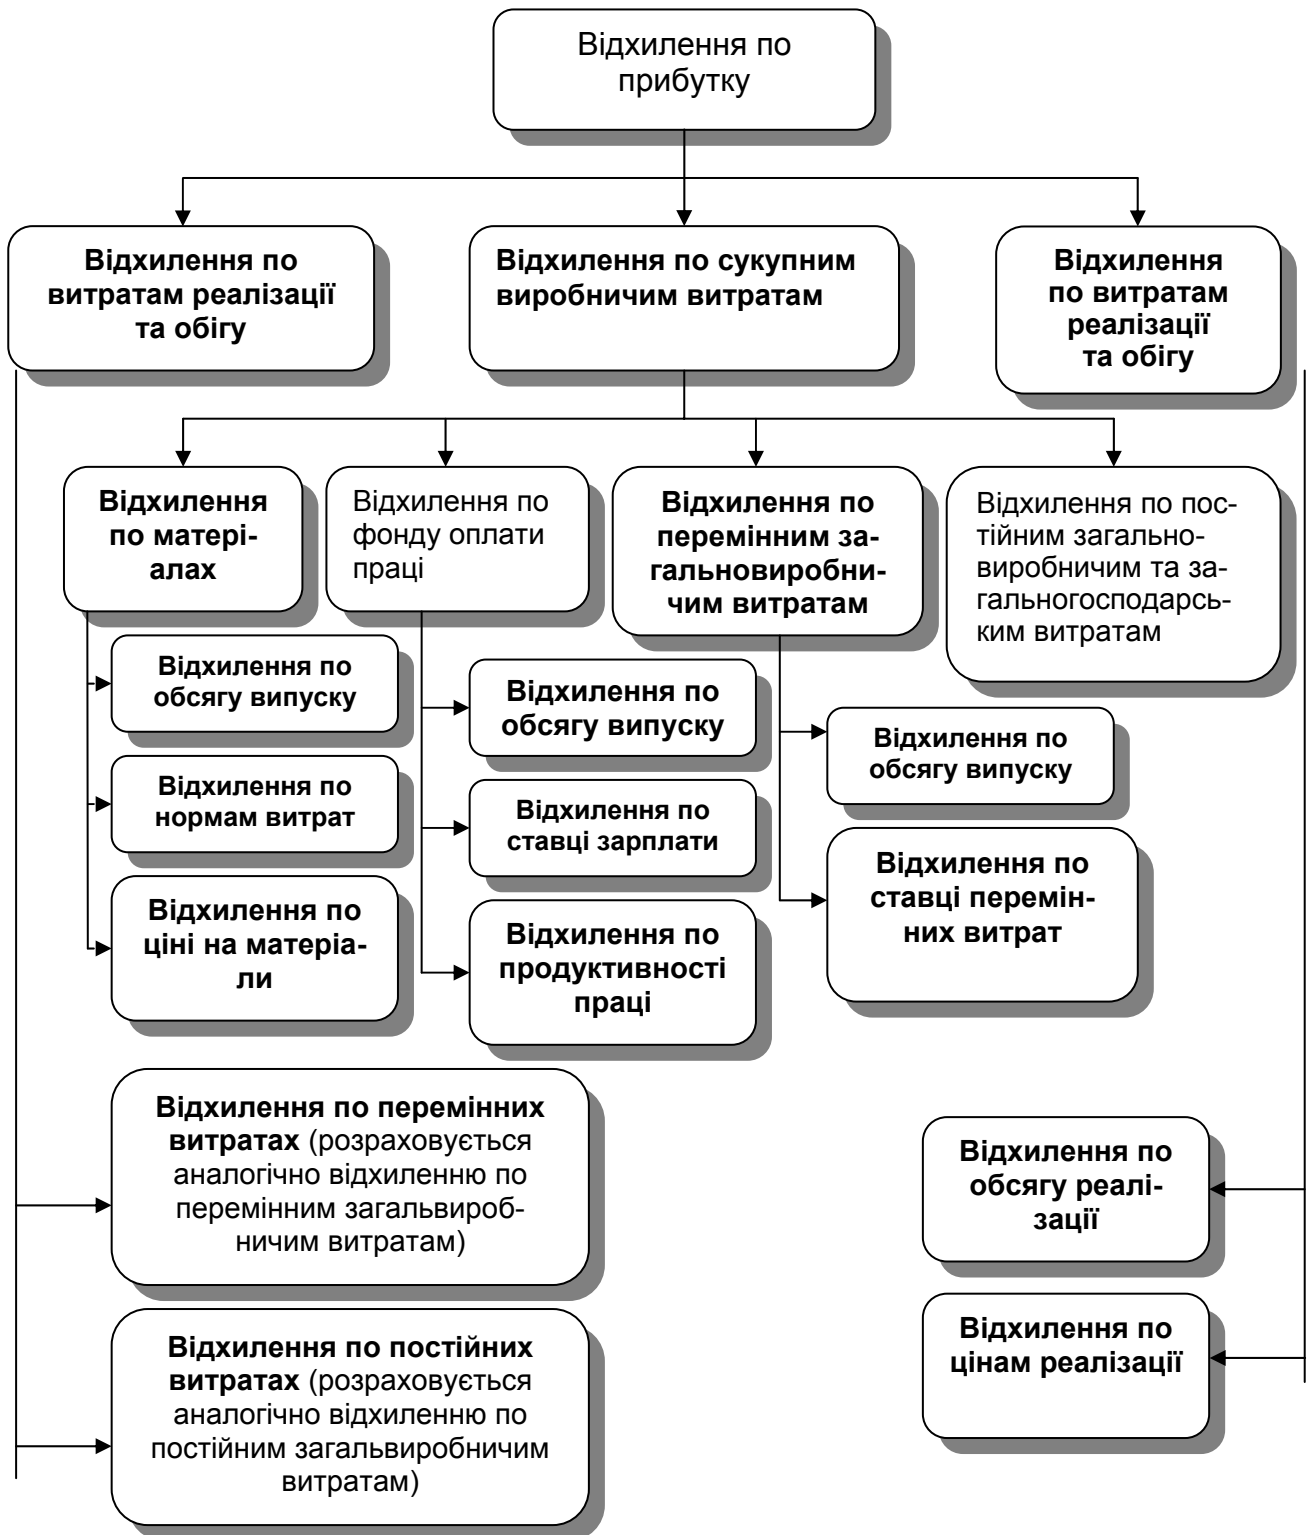 Відхилення по
прибутку
Відхилення по
витратам реалізації
та обігу
Відхилення по сукупним
виробничим витратам
Відхилення
по витратам
реалізації
та обігу
Відхилення
по матері-
алах
Відхилення по
фонду оплати
праці
Відхилення по
перемінним за-
гальновиробни-
чим витратам
Відхилення по пос-
тійним загально-
виробничим та за-
гальногосподарсь-
ким витратам
Відхилення по
обсягу випуску
Відхилення по
нормам витрат
Відхилення по
ціні на матеріа-
ли
Відхилення по
обсягу випуску
Відхилення по
ставці зарплати
Відхилення по
продуктивності
праці
Відхилення по
обсягу випуску
Відхилення по
ставці перемін-
них витрат
Відхилення по перемінних
витратах (розраховується
аналогічно відхиленню по
перемінним загальвироб-
ничим витратам)
Відхилення по постійних
витратах (розраховується
аналогічно відхиленню по
постійним загальвиробничим
витратам)
Відхилення по
обсягу реалі-
зації
Відхилення по
цінам реалізації